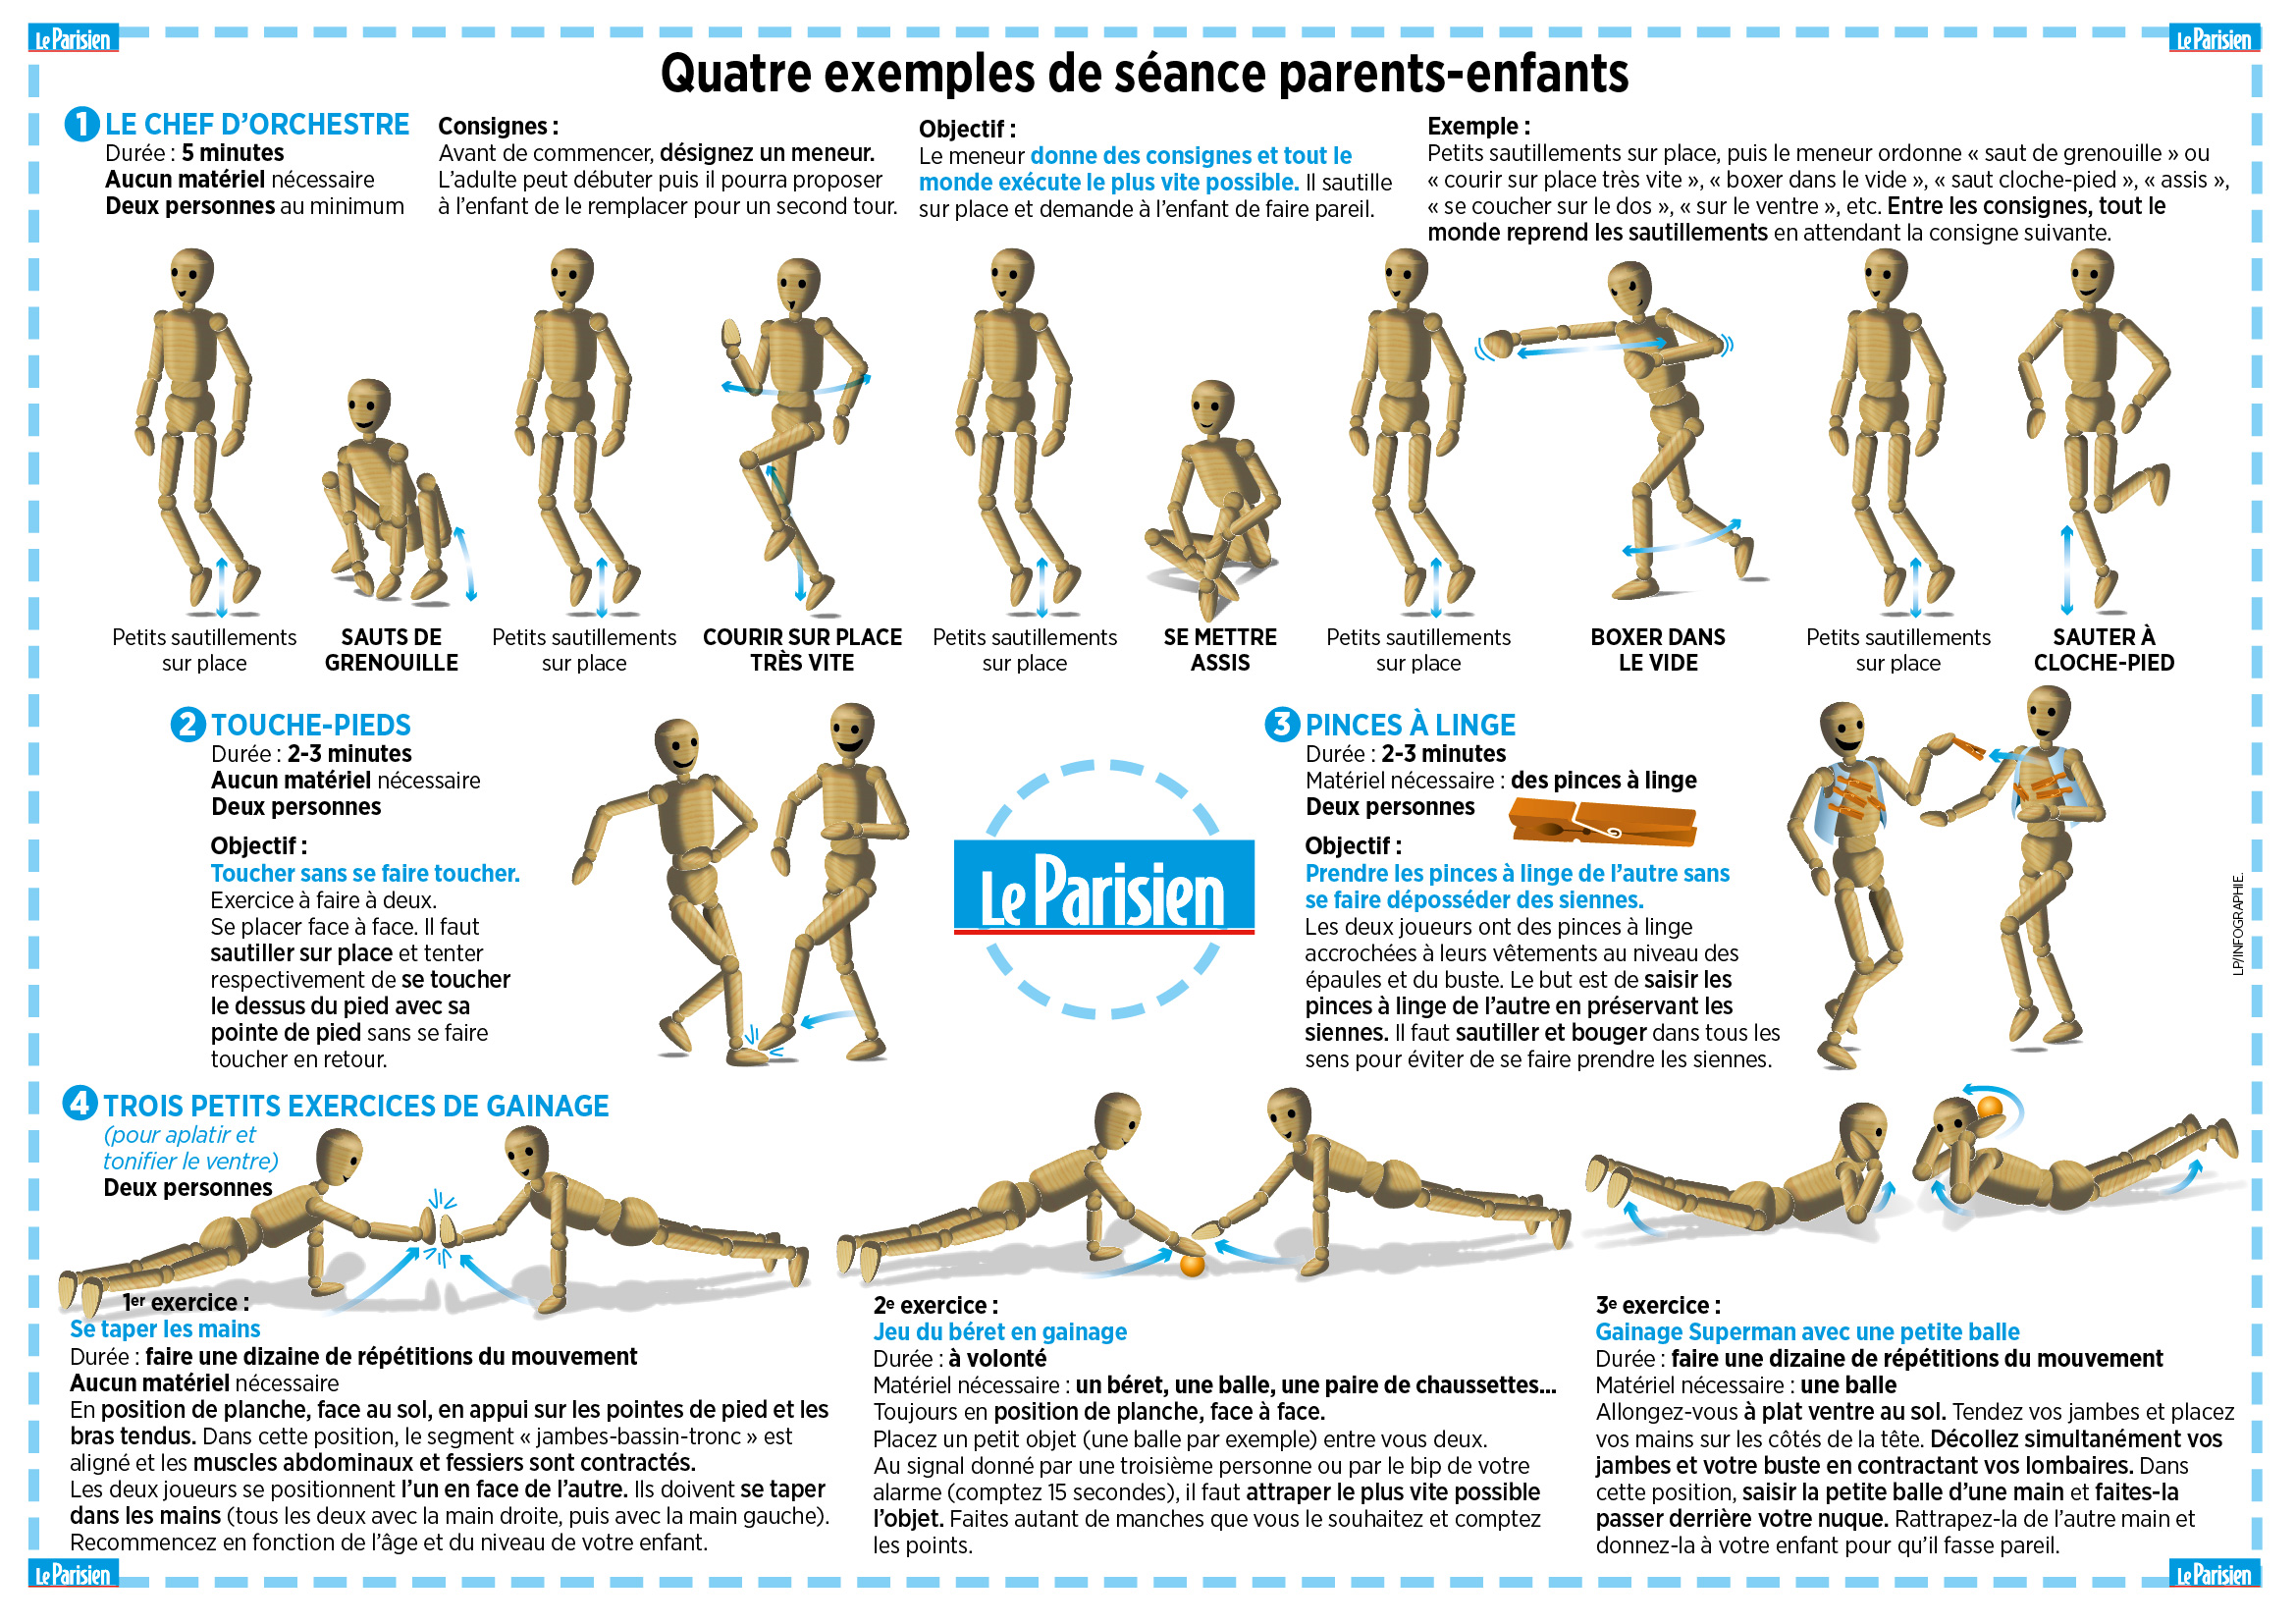 Le Parisien
Le Parisien
Quatre exemples de séance parents-enfants
1 LE CHEF D'ORCHESTRE
Durée : 5 minutes
Aucun matériel nécessaire
Deux personnes au minimum
Consignes :
Avant de commencer, désignez un meneur.
L'adulte peut débuter puis il pourra proposer
à l'enfant de le remplacer pour un second tour.
Objectif :
Le meneur donne des consignes et tout le
monde exécute le plus vite possible. Il sautille
sur place et demande à l'enfant de faire pareil.
Exemple :
Petits sautillements sur place, puis le meneur ordonne « saut de grenouille » ou
« courir sur place très vite », « boxer dans le vide », « saut cloche-pied », « assis »,
« se coucher sur le dos », « sur le ventre », etc. Entre les consignes, tout le
monde reprend les sautillements en attendant la consigne suivante.
Petits sautillements
sur place
SAUTS DE
GRENOUILLE
Petits sautillements
sur place
COURIR SUR PLACE
TRÈS VITE
Petits sautillements
sur place
SE METTRE
ASSIS
Petits sautillements
sur place
BOXER DANS
LE VIDE
Petits sautillements
sur place
SAUTER À
CLOCHE-PIED
2 TOUCHE-PIEDS
Durée : 2-3 minutes
Aucun matériel nécessaire
Deux personnes
Objectif :
Toucher sans se faire toucher.
Exercice à faire à deux.
Se placer face à face. Il faut
sautiller sur place et tenter
respectivement de se toucher
le dessus du pied avec sa
pointe de pied sans se faire
toucher en retour.
Le Parisien
3 PINCES À LINGE
Durée : 2-3 minutes
Matériel nécessaire : des pinces à linge
Deux personnes
Objectif :
Prendre les pinces à linge de l'autre sans
se faire déposséder des siennes.
Les deux joueurs ont des pinces à linge
accrochées à leurs vêtements au niveau des
épaules et du buste. Le but est de saisir les
pinces à linge de l'autre en préservant les
siennes. Il faut sautiller et bouger dans tous les
sens pour éviter de se faire prendre les siennes.
LP/INFOGRAPHIE.
4 TROIS PETITS EXERCICES DE GAINAGE
(pour aplatir et
tonifier le ventre)
Deux personnes
1er exercice :
Se taper les mains
Durée : faire une dizaine de répétitions du mouvement
Aucun matériel nécessaire
En position de planche, face au sol, en appui sur les pointes de pied et les
bras tendus. Dans cette position, le segment « jambes-bassin-tronc » est
aligné et les muscles abdominaux et fessiers sont contractés.
Les deux joueurs se positionnent l'un en face de l'autre. Ils doivent se taper
dans les mains (tous les deux avec la main droite, puis avec la main gauche).
Recommencez en fonction de l'âge et du niveau de votre enfant.
2e exercice :
Jeu du béret en gainage
Durée : à volonté
Matériel nécessaire : un béret, une balle, une paire de chaussettes...
Toujours en position de planche, face à face.
Placez un petit objet (une balle par exemple) entre vous deux.
Au signal donné par une troisième personne ou par le bip de votre
alarme (comptez 15 secondes), il faut attraper le plus vite possible
l'objet. Faites autant de manches que vous le souhaitez et comptez
les points.
3e exercice :
Gainage Superman avec une petite balle
Durée : faire une dizaine de répétitions du mouvement
Matériel nécessaire : une balle
Allongez-vous à plat ventre au sol. Tendez vos jambes et placez
vos mains sur les côtés de la tête. Décollez simultanément vos
jambes et votre buste en contractant vos lombaires. Dans
cette position, saisir la petite balle d'une main et faites-la
passer derrière votre nuque. Rattrapez-la de l'autre main et
donnez-la à votre enfant pour qu'il fasse pareil.
Le Parisien
Le Parisien